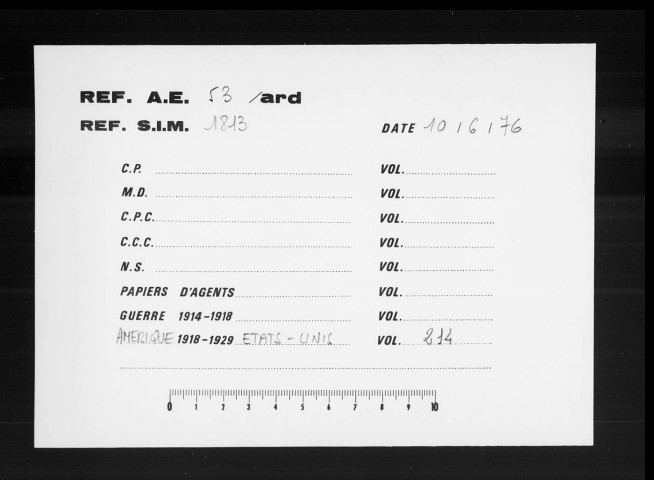 REF. A.E. 53 /ard
REF. S.I.M. 1813 DATE 10 / 6 / 76
C.P. VOL.
M.D. VOL.
C.P.C. VOL.
C.C.C. VOL.
N.S. VOL.
PAPIERS D'AGENTS VOL.
GUERRE 1914-1918 VOL.
AMERIQUE 1918-1929 ETATS-UNIS VOL. 214
0 1 2 3 4 5 6 7 8 9 10